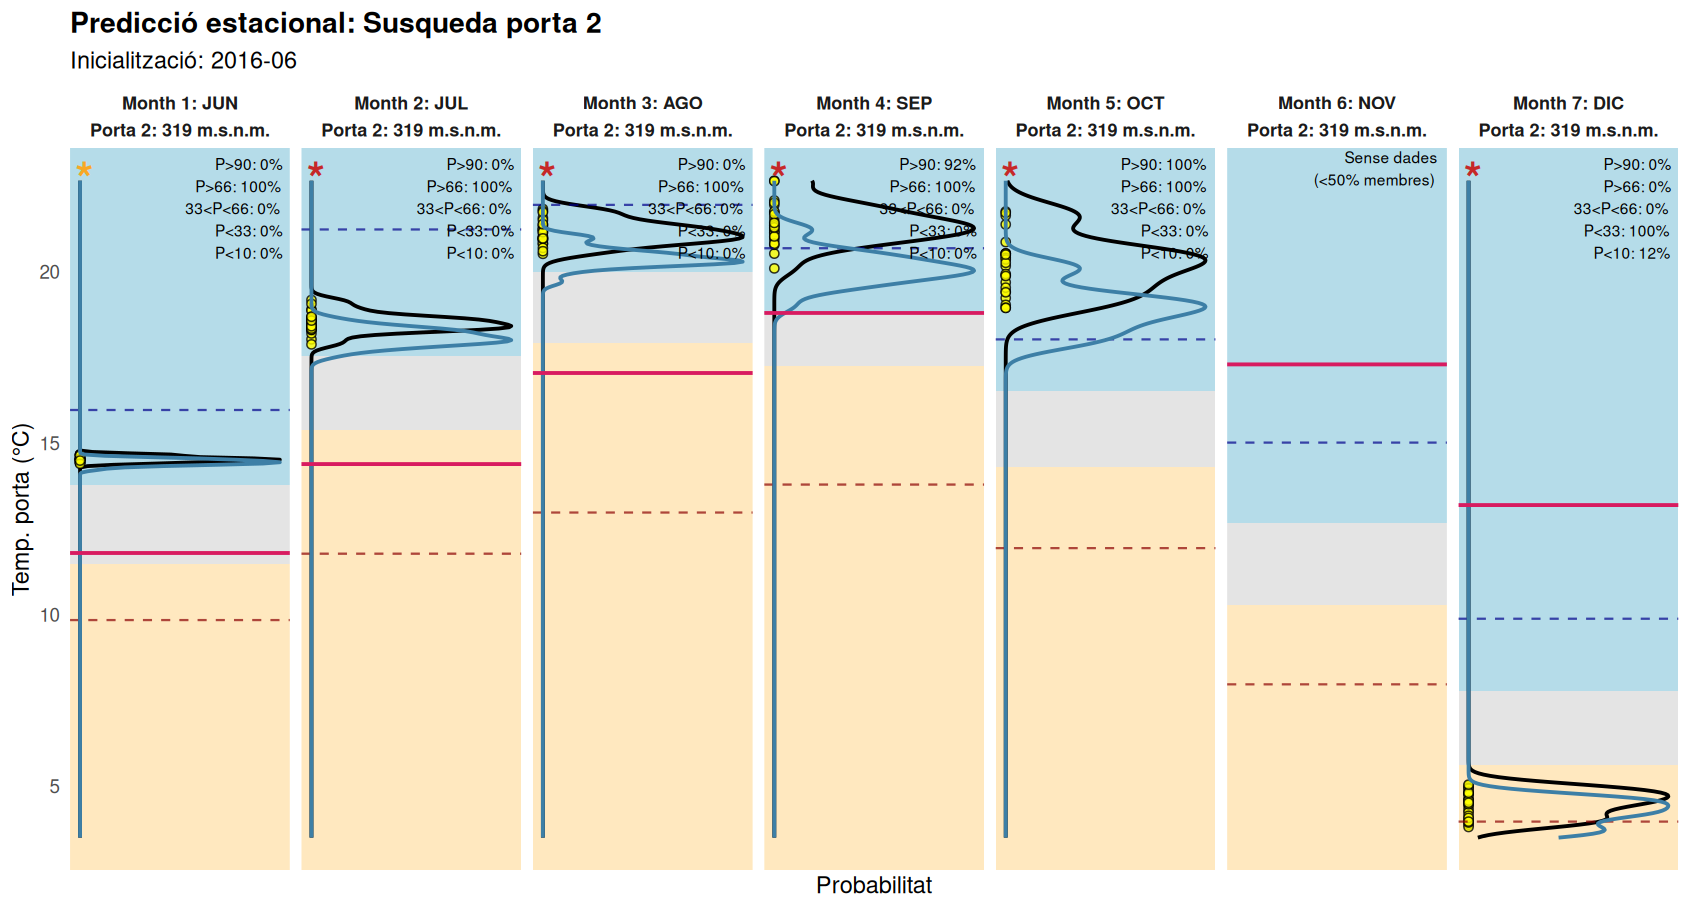 Predicció estacional: Susqueda porta 2
Inicialització: 2016-06
Month 1: JUN
Porta 2: 319 m.s.n.m.
Month 2: JUL
Porta 2: 319 m.s.n.m.
Month 3: AGO
Porta 2: 319 m.s.n.m.
Month 4: SEP
Porta 2: 319 m.s.n.m.
Month 5: OCT
Porta 2: 319 m.s.n.m.
Month 6: NOV
Porta 2: 319 m.s.n.m.
Month 7: DIC
Porta 2: 319 m.s.n.m.
P>90: 0%
P>66: 100%
33<P<66: 0%
P<33: 0%
P<10: 0%
P>90: 0%
P>66: 100%
33<P<66: 0%
P<33: 0%
P<10: 0%
P>90: 0%
P>66: 100%
33<P<66: 0%
P<33: 0%
P<10: 0%
P>90: 92%
P>66: 100%
33<P<66: 0%
P<33: 0%
P<10: 0%
P>90: 100%
P>66: 100%
33<P<66: 0%
P<33: 0%
P<10: 0%
Sense dades
(<50% membres)
P>90: 0%
P>66: 0%
33<P<66: 0%
P<33: 100%
P<10: 12%
Temp. porta (°C)
20
15
10
5
Probabilitat